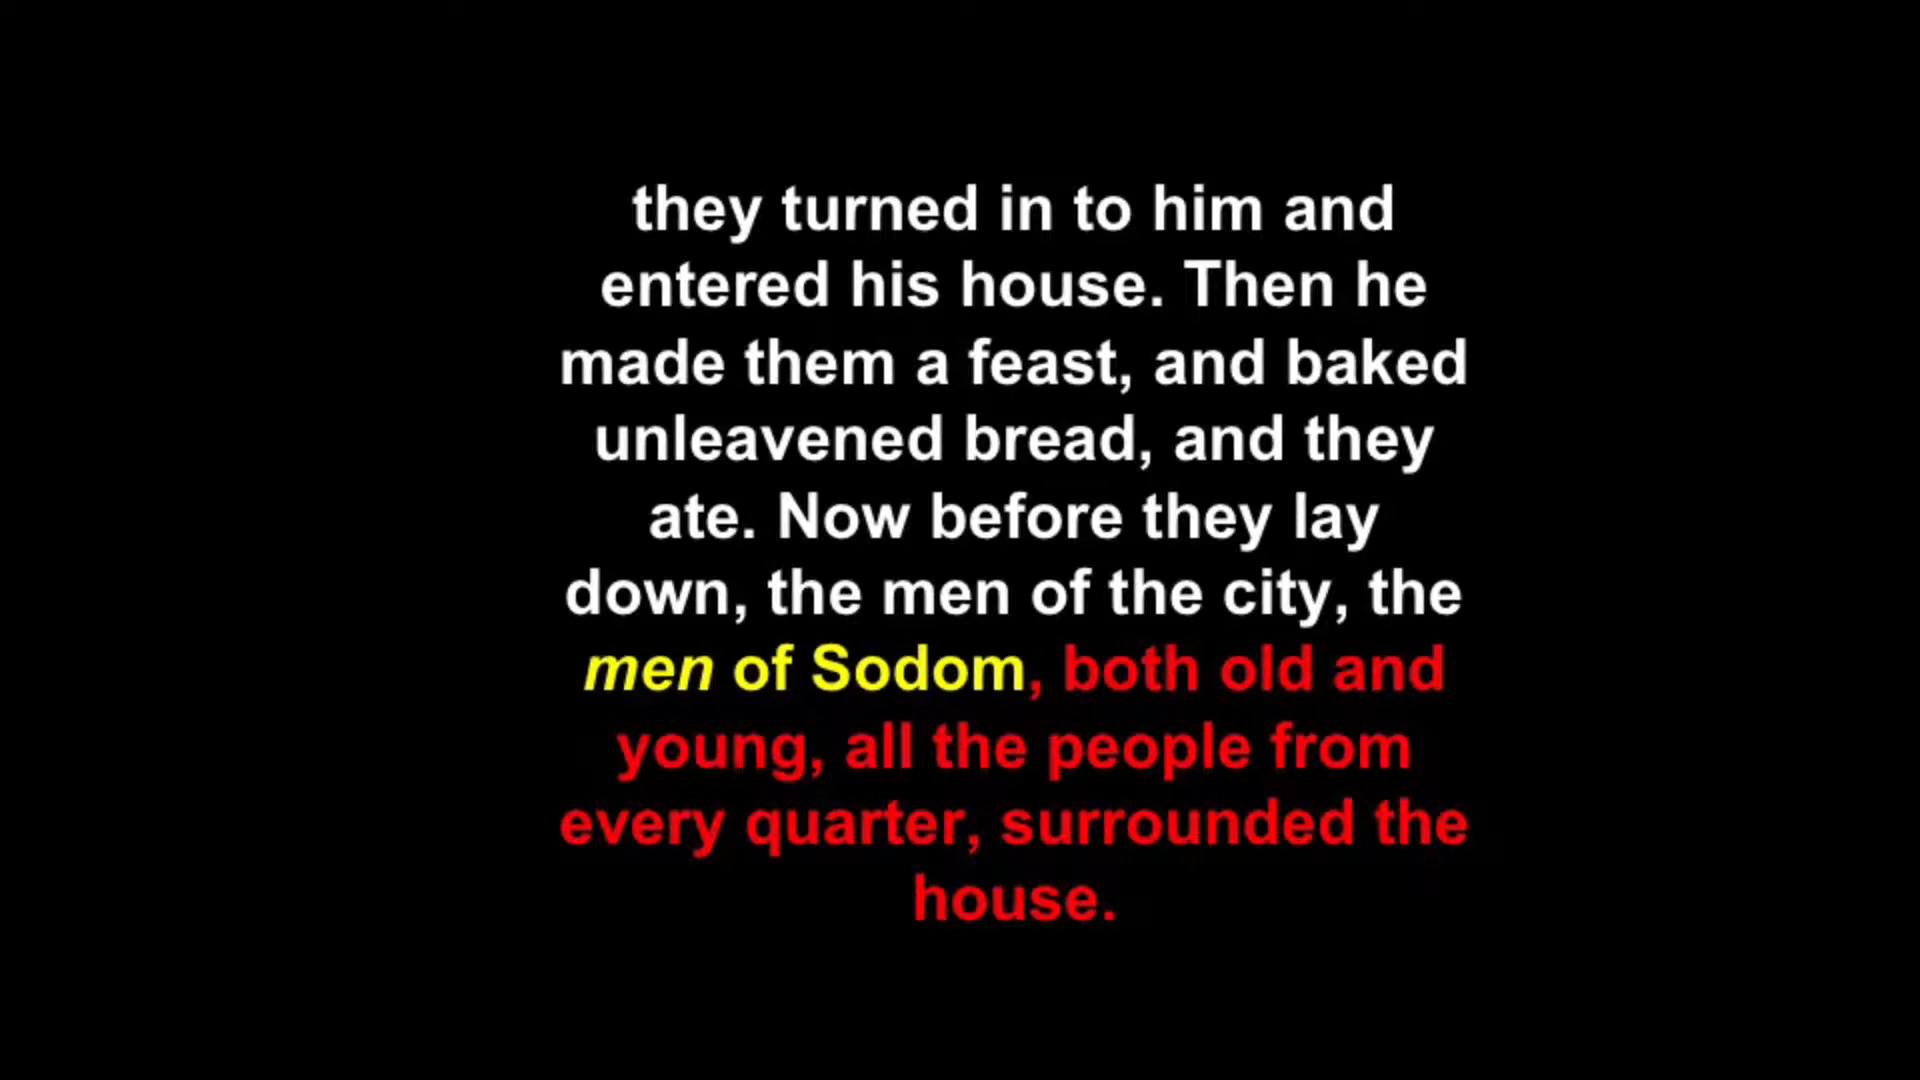 they turned in to him and
entered his house. Then he
made them a feast, and baked
unleavened bread, and they
ate. Now before they lay
down, the men of the city, the
men of Sodom, both old and
young, all the people from
every quarter, surrounded the
house.